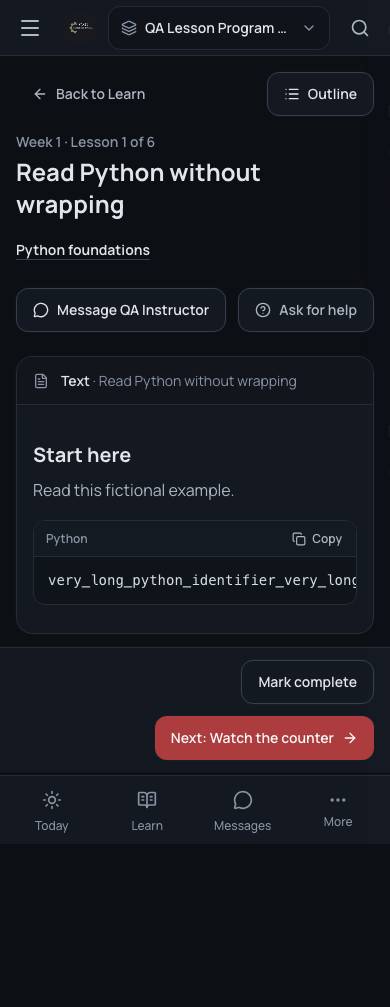 QA Lesson Program ...
Back to Learn
Outline
Week 1 · Lesson 1 of 6
Read Python without
wrapping
Python foundations
Message QA Instructor
Ask for help
Text · Read Python without wrapping
Start here
Read this fictional example.
Python
Copy
very_long_python_identifier_very_long
Mark complete
Next: Watch the counter
Today
Learn
Messages
More